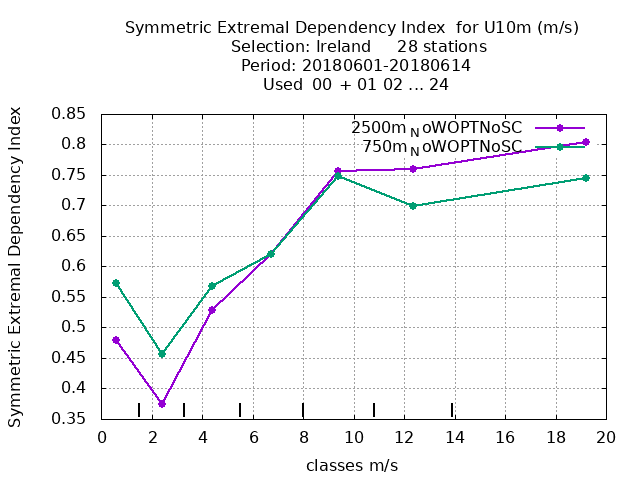 Symmetric Extremal Dependency Index  for U10m (m/s)
Selection: Ireland     28 stations
Period: 20180601-20180614
Used  00 + 01 02 ... 24
Symmetric Extremal Dependency Index
0.85
0.8
0.75
0.7
0.65
0.6
0.55
0.5
0.45
0.4
0.35
2500m_NoWOPTNoSC
750m_NoWOPTNoSC
0 2 4 6 8 10 12 14 16 18 20
classes m/s